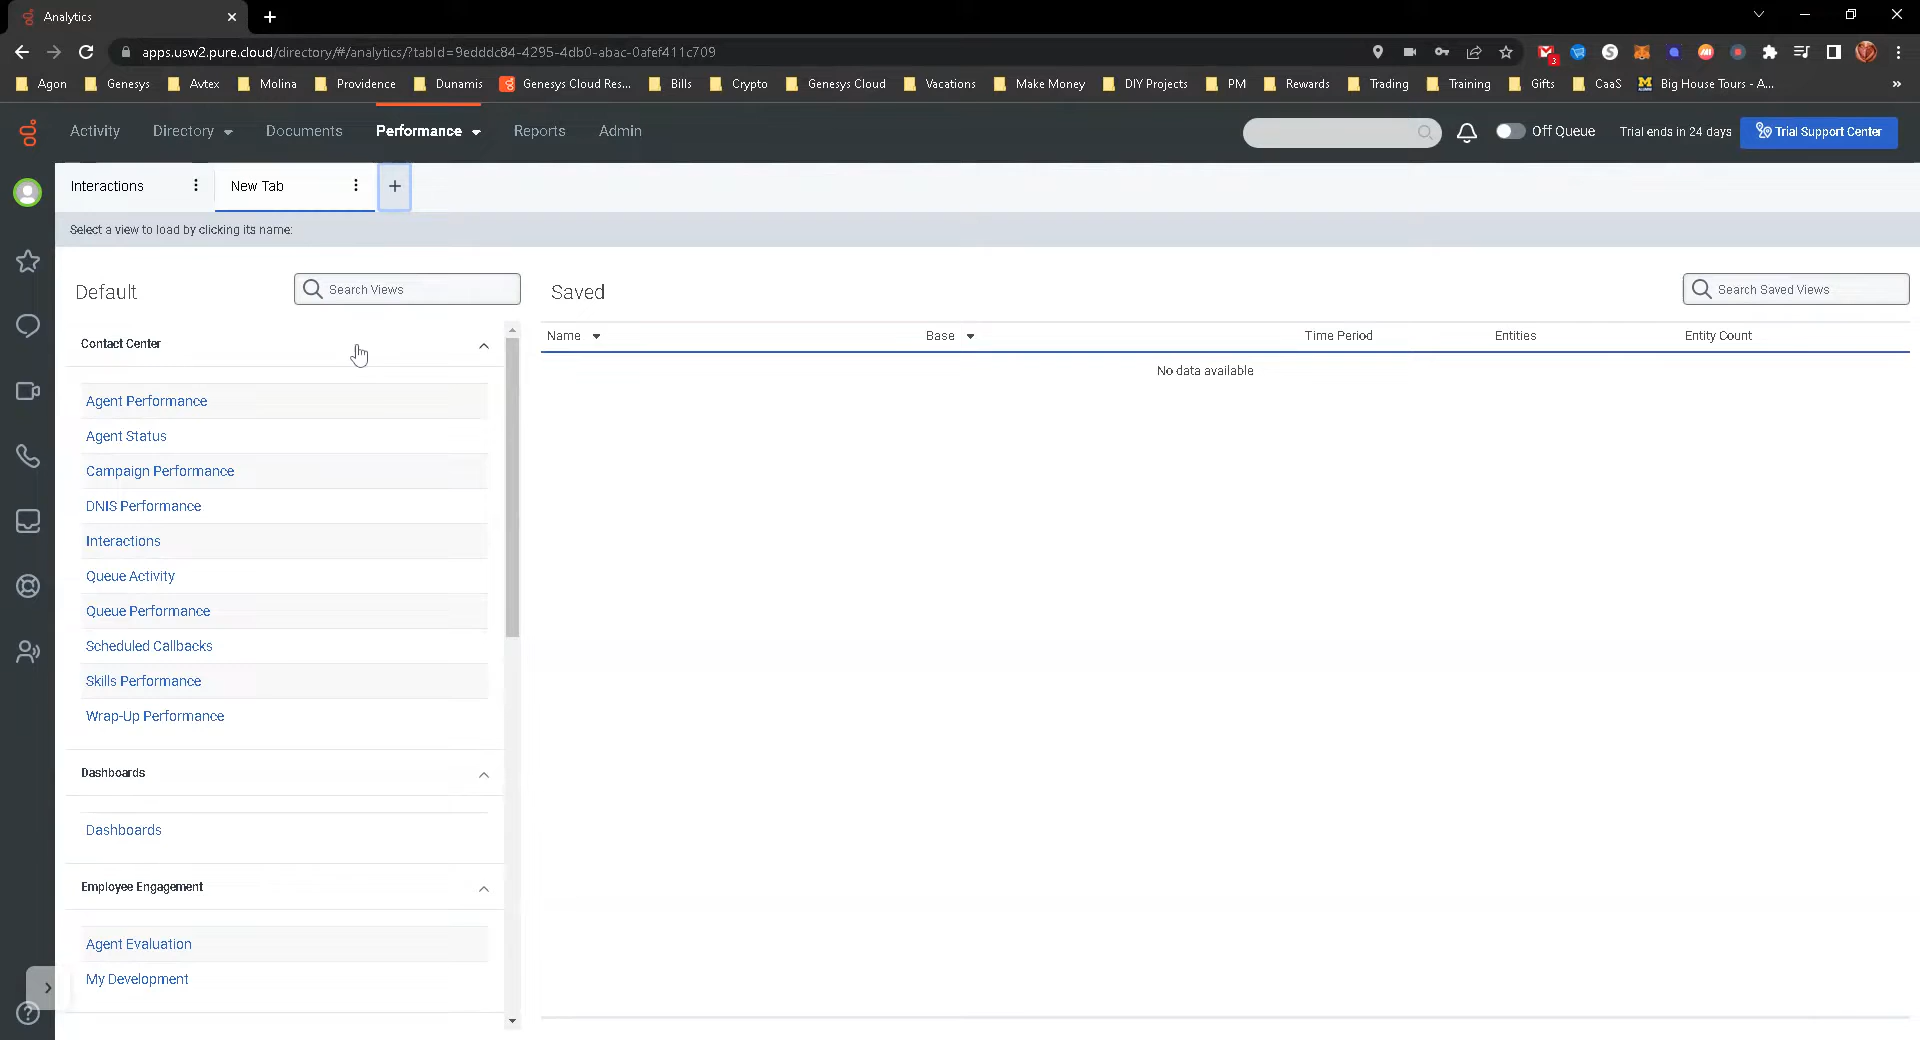 Analytics
apps.usw2.pure.cloud/directory/#/analytics/?tabId=9edddc84-4295-4db0-abac-0afef411c709
3
Agon Genesys Avtex Molina Providence Dunamis Genesys Cloud Res... Bills Crypto Genesys Cloud Vacations Make Money DIY Projects PM Rewards Trading Training Gifts CaaS Big House Tours - A... »
Activity Directory Documents Performance Reports Admin Off Queue Trial ends in 24 days Trial Support Center
Interactions New Tab
Select a view to load by clicking its name:
Default Search Views Saved Search Saved Views
Name Base Time Period Entities Entity Count
No data available
Contact Center
Agent Performance
Agent Status
Campaign Performance
DNIS Performance
Interactions
Queue Activity
Queue Performance
Scheduled Callbacks
Skills Performance
Wrap-Up Performance
Dashboards
Dashboards
Employee Engagement
Agent Evaluation
My Development